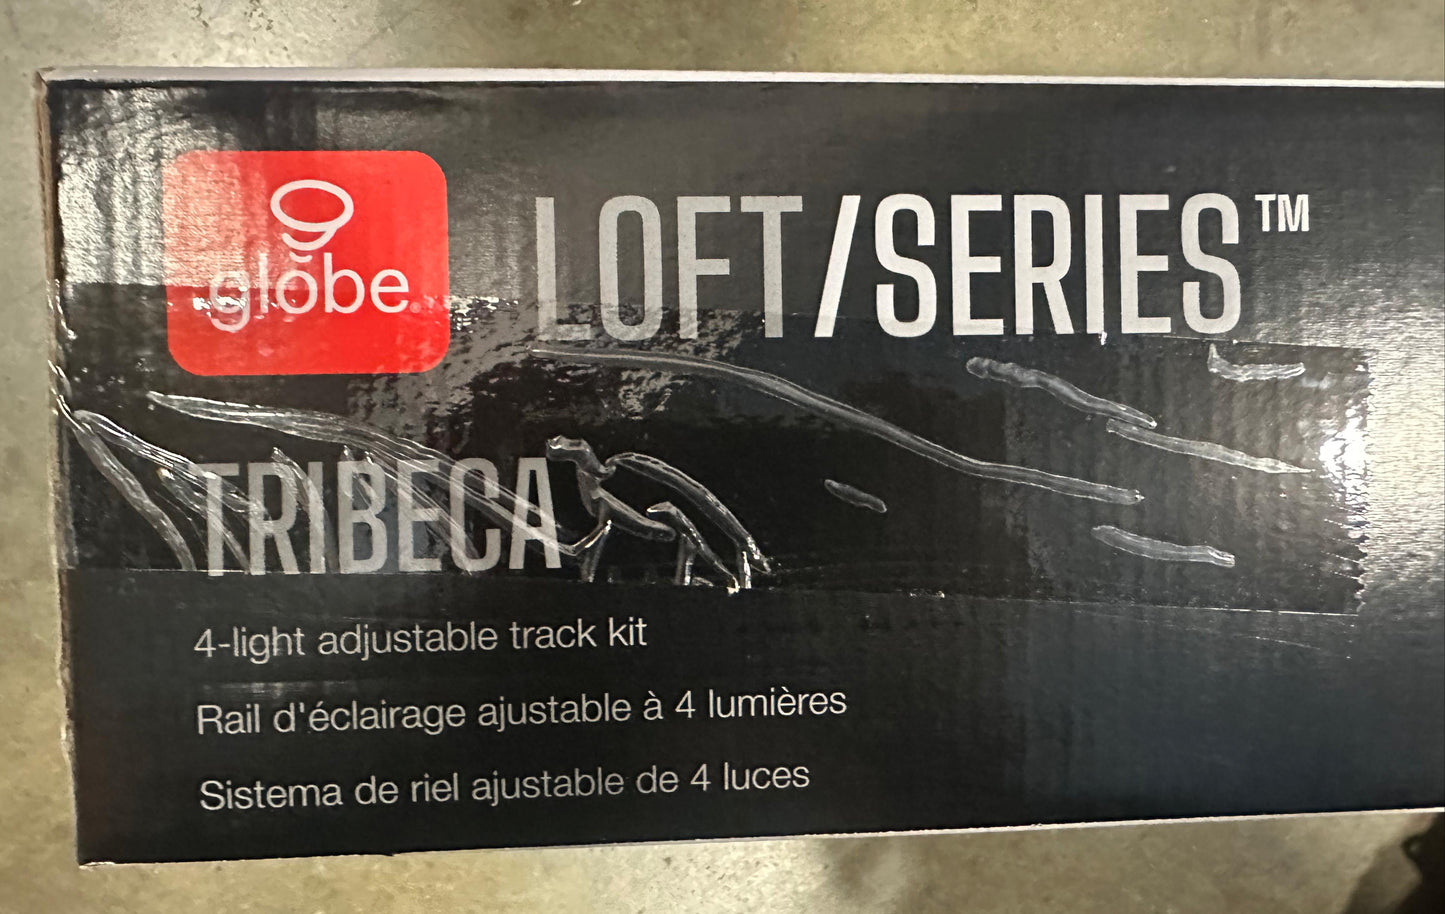 globe®
LOFT/SERIES™
TRIBECA
4-light adjustable track kit
Rail d'éclairage ajustable à 4 lumières
Sistema de riel ajustable de 4 luces